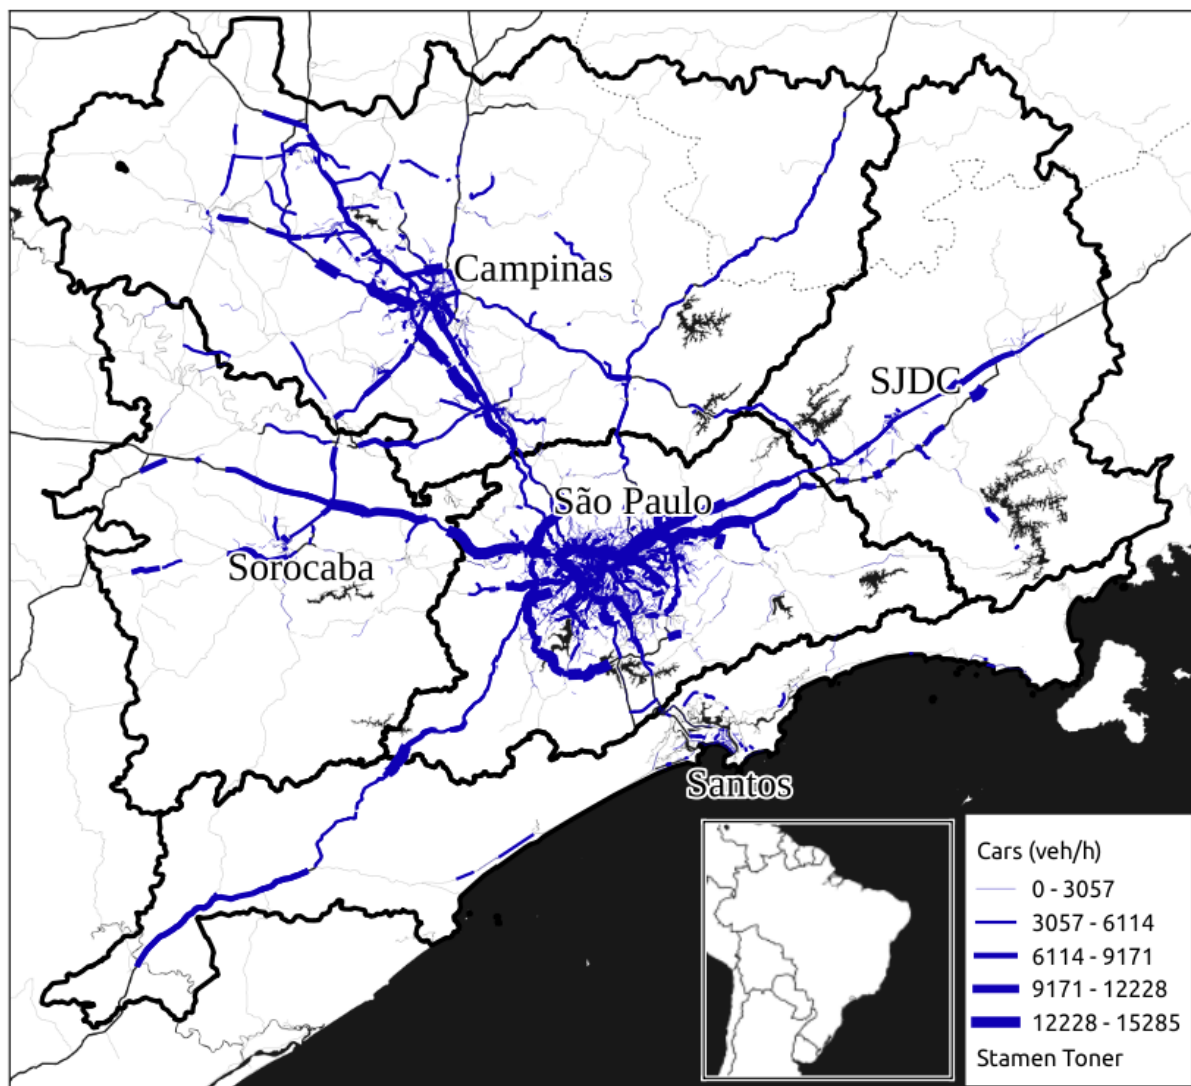 Campinas
SJDC
São Paulo
Sorocaba
Santos
Cars (veh/h)
0 - 3057
3057 - 6114
6114 - 9171
9171 - 12228
12228 - 15285
Stamen Toner